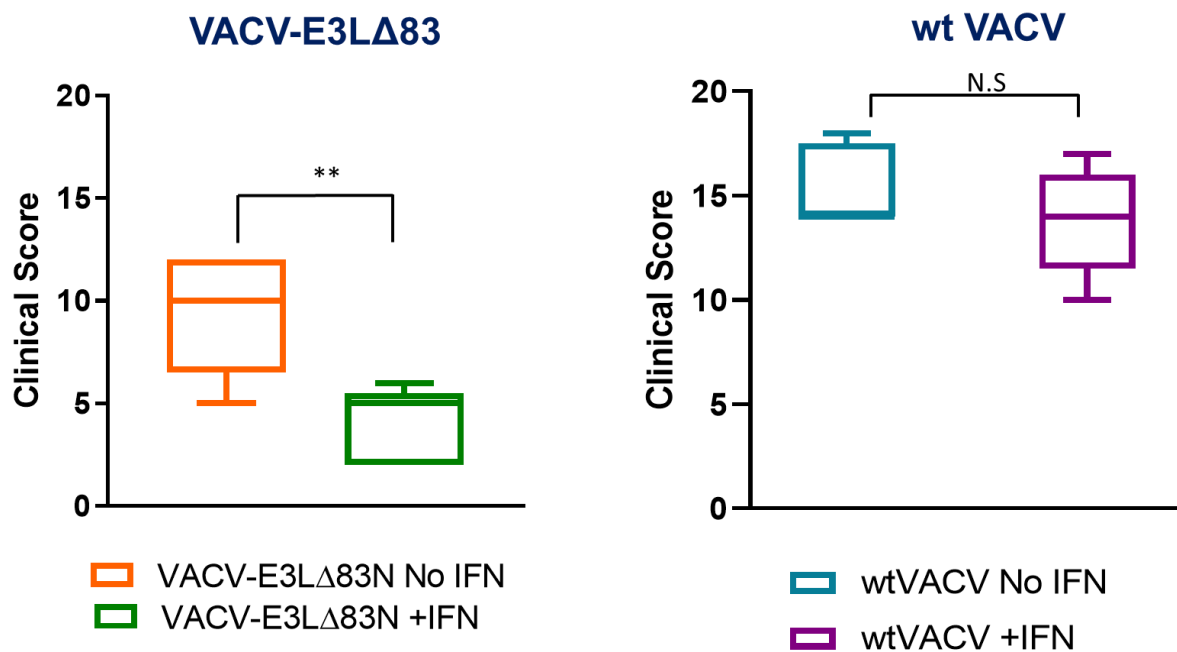 VACV-E3LΔ83
wt VACV
**
N.S
Clinical Score
20
15
10
5
0
Clinical Score
20
15
10
5
0
VACV-E3LΔ83N No IFN
VACV-E3LΔ83N +IFN
wtVACV No IFN
wtVACV +IFN